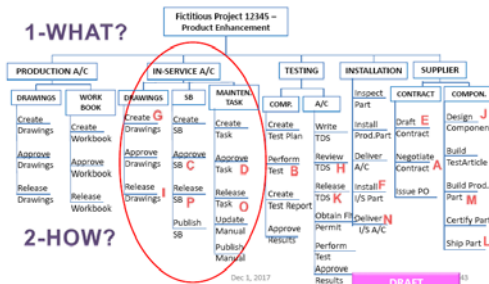 1-WHAT?
Fictitious Project 12345 –
Product Enhancement
PRODUCTION A/C
IN-SERVICE A/C
TESTING
INSTALLATION
SUPPLIER
DRAWINGS
Create
Drawings
Approve
Drawings
Release
Drawings
WORK
BOOK
Create
Workbook
Approve
Workbook
Release
Workbook
DRAWINGS
Create G
Drawings
Approve
Drawings
Release I
Drawings
SB
Create
SB
Approve
SB C
Release
SB P
Publish
SB
MAINTEN.
TASK
Create
Task
Approve
Task D
Release
Task O
Update
Manual
Publish
Manual
COMP.
Create
Test Plan
Perform
Test B
Create
Test Report
Approve
Results
A/C
Write
TDS
Review
TDS H
Release
TDS K
Obtain Flt
Permit
Perform
Test
Approve
Results
Inspect
Part
Install
Prod.Part
Deliver
A/C
Install F
I/S Part
Deliver N
I/S A/C
CONTRACT
Draft E
Contract
Negotiate
Contract A
Issue PO
COMPON.
Design J
Component
Build
TestArticle
Build Prod.
Part M
Certify Part
Ship Part L
2-HOW?
Dec 1, 2017
DRAFT